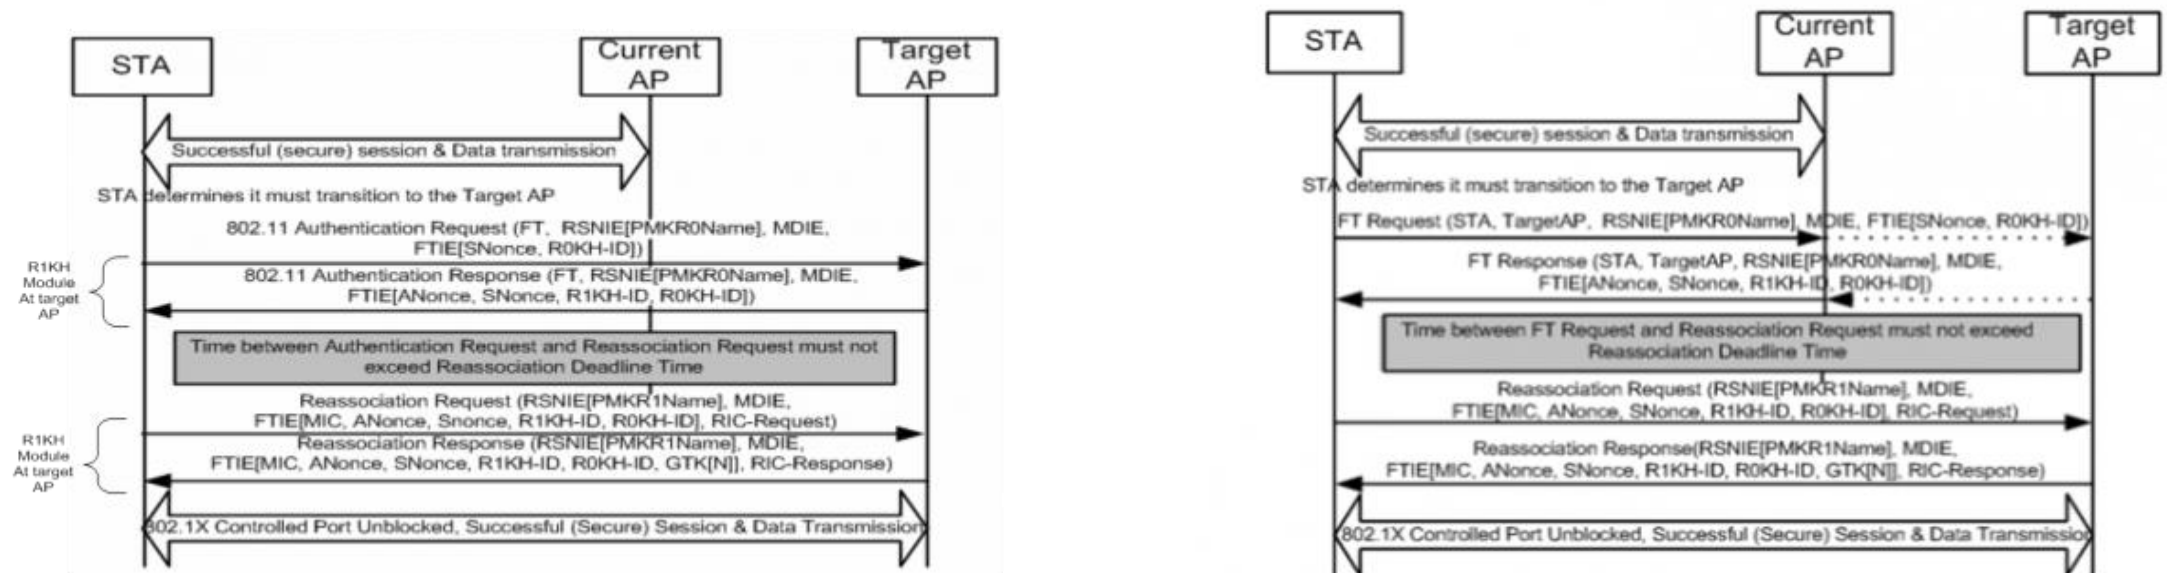 STA
Current
AP
Target
AP
Successful (secure) session & Data transmission
STA determines it must transition to the Target AP
802.11 Authentication Request (FT, RSNIE[PMKR0Name], MDIE,
FTIE[SNonce, R0KH-ID])
R1KH
Module
At target
AP
802.11 Authentication Response (FT, RSNIE[PMKR0Name], MDIE,
FTIE[ANonce, SNonce, R1KH-ID, R0KH-ID])
Time between Authentication Request and Reassociation Request must not
exceed Reassociation Deadline Time
Reassociation Request (RSNIE[PMKR1Name], MDIE,
FTIE[MIC, ANonce, Snonce, R1KH-ID, R0KH-ID], RIC-Request)
R1KH
Module
At target
AP
Reassociation Response (RSNIE[PMKR1Name], MDIE,
FTIE[MIC, ANonce, SNonce, R1KH-ID, R0KH-ID, GTK[N]], RIC-Response)
802.1X Controlled Port Unblocked, Successful (Secure) Session & Data Transmission
STA
Current
AP
Target
AP
Successful (secure) session & Data transmission
STA determines it must transition to the Target AP
FT Request (STA, TargetAP, RSNIE[PMKR0Name], MDIE, FTIE[SNonce, R0KH-ID])
FT Response (STA, TargetAP, RSNIE[PMKR0Name], MDIE,
FTIE[ANonce, SNonce, R1KH-ID, R0KH-ID])
Time between FT Request and Reassociation Request must not exceed
Reassociation Deadline Time
Reassociation Request (RSNIE[PMKR1Name], MDIE,
FTIE[MIC, ANonce, SNonce, R1KH-ID, R0KH-ID], RIC-Request)
Reassociation Response(RSNIE[PMKR1Name], MDIE,
FTIE[MIC, ANonce, SNonce, R1KH-ID, R0KH-ID, GTK[N]], RIC-Response)
802.1X Controlled Port Unblocked, Successful (Secure) Session & Data Transmission